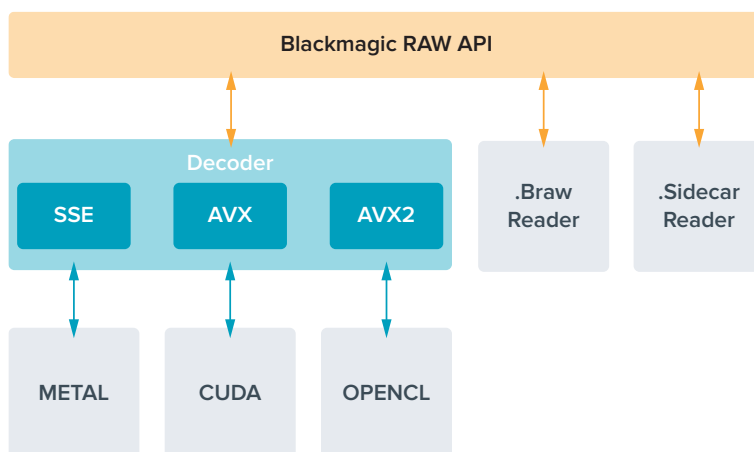 Blackmagic RAW API
Decoder
SSE
AVX
AVX2
.Braw
Reader
.Sidecar
Reader
METAL
CUDA
OPENCL